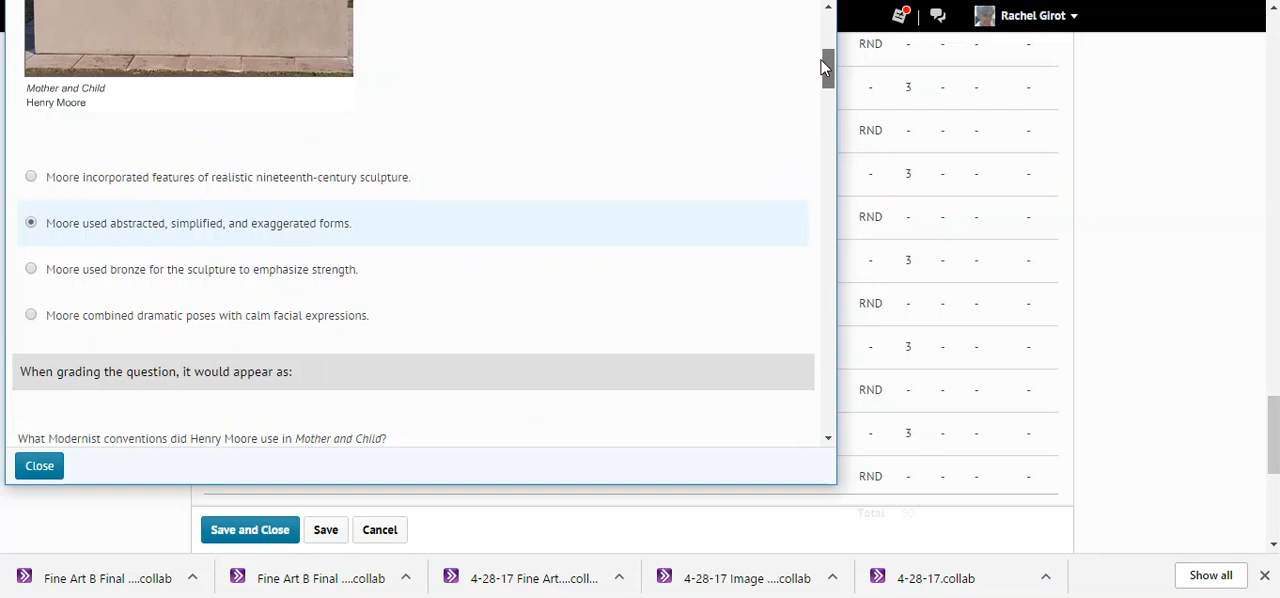 Rachel Girot
RND
Mother and Child
Henry Moore
- 3 - - -
RND - - -
Moore incorporated features of realistic nineteenth-century sculpture.
- 3 - - -
Moore used abstracted, simplified, and exaggerated forms.
RND - - -
Moore used bronze for the sculpture to emphasize strength.
- 3 - - -
Moore combined dramatic poses with calm facial expressions.
RND - - -
- 3 - - -
When grading the question, it would appear as:
RND - - -
What Modernist conventions did Henry Moore use in Mother and Child?
- 3 - - -
Close
RND - - -
Total 90
Save and Close Save Cancel
Fine Art B Final ....collab Fine Art B Final ....collab 4-28-17 Fine Art....coll... 4-28-17 Image ....collab 4-28-17.collab Show all